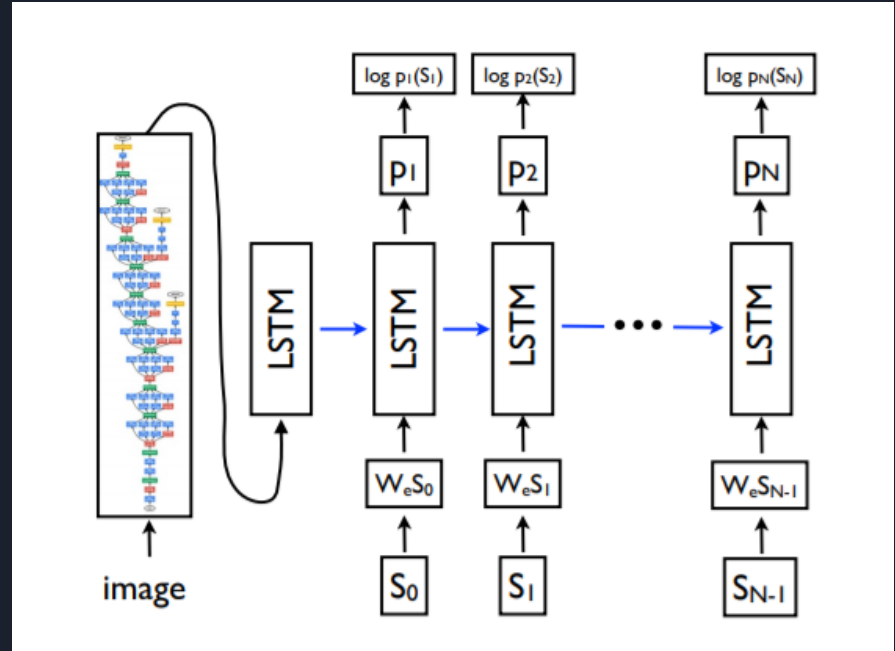 log p₁(S₁)
log p₂(S₂)
log pN(SN)
p₁
p₂
pN
LSTM
LSTM
LSTM
•••
LSTM
WₑS₀
WₑS₁
WₑSN-1
image
S₀
S₁
SN-1